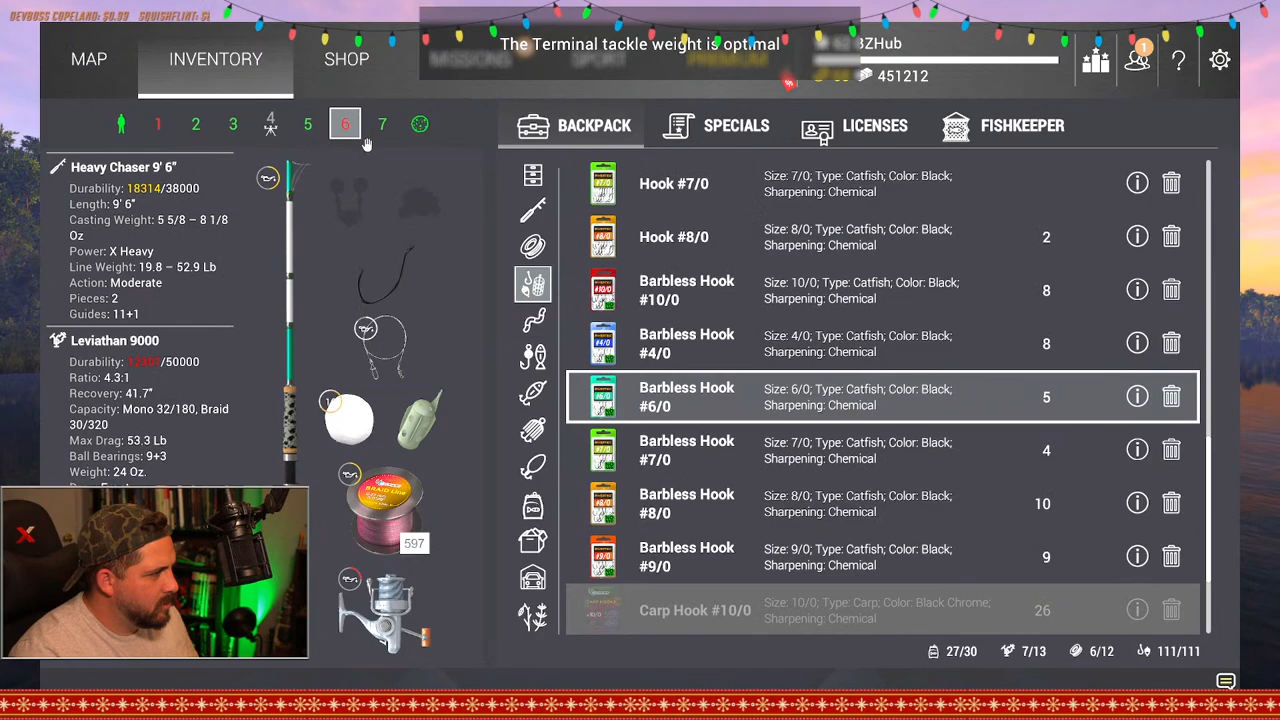 DEVBOSS COPELAND: $0.99 SQUISHFLINT: $1
MAP
INVENTORY
SHOP
The Terminal tackle weight is optimal
MISSIONS
SPORT
PREMIUM
BZHub
451212
1
1
2
3
4
5
6
7
BACKPACK
SPECIALS
LICENSES
FISHKEEPER
Heavy Chaser 9' 6"
Durability: 18314/38000
Length: 9' 6"
Casting Weight: 5 5/8 – 8 1/8
Oz
Power: X Heavy
Line Weight: 19.8 – 52.9 Lb
Action: Moderate
Pieces: 2
Guides: 11+1
Leviathan 9000
/50000
Ratio: 4.3:1
Recovery: 41.7"
Capacity: Mono 32/180, Braid
30/320
Max Drag: 53.3 lb
Ball Bearings: 9+3
Weight: 24 Oz.
BRAID LINE
597
Hook #7/0
Size: 7/0; Type: Catfish; Color: Black;
Sharpening: Chemical
Hook #8/0
Size: 8/0; Type: Catfish; Color: Black;
Sharpening: Chemical
2
Barbless Hook
#10/0
Size: 10/0; Type: Catfish; Color: Black;
Sharpening: Chemical
8
Barbless Hook
#4/0
Size: 4/0; Type: Catfish; Color: Black;
Sharpening: Chemical
8
Barbless Hook
#6/0
Size: 6/0; Type: Catfish; Color: Black;
Sharpening: Chemical
5
Barbless Hook
#7/0
Size: 7/0; Type: Catfish; Color: Black;
Sharpening: Chemical
4
Barbless Hook
#8/0
Size: 8/0; Type: Catfish; Color: Black;
Sharpening: Chemical
10
Barbless Hook
#9/0
Size: 9/0; Type: Catfish; Color: Black;
Sharpening: Chemical
9
Carp Hook #10/0
Size: 10/0; Type: Carp; Color: Black Chrome;
Sharpening: Chemical
26
27/30
7/13
6/12
111/111